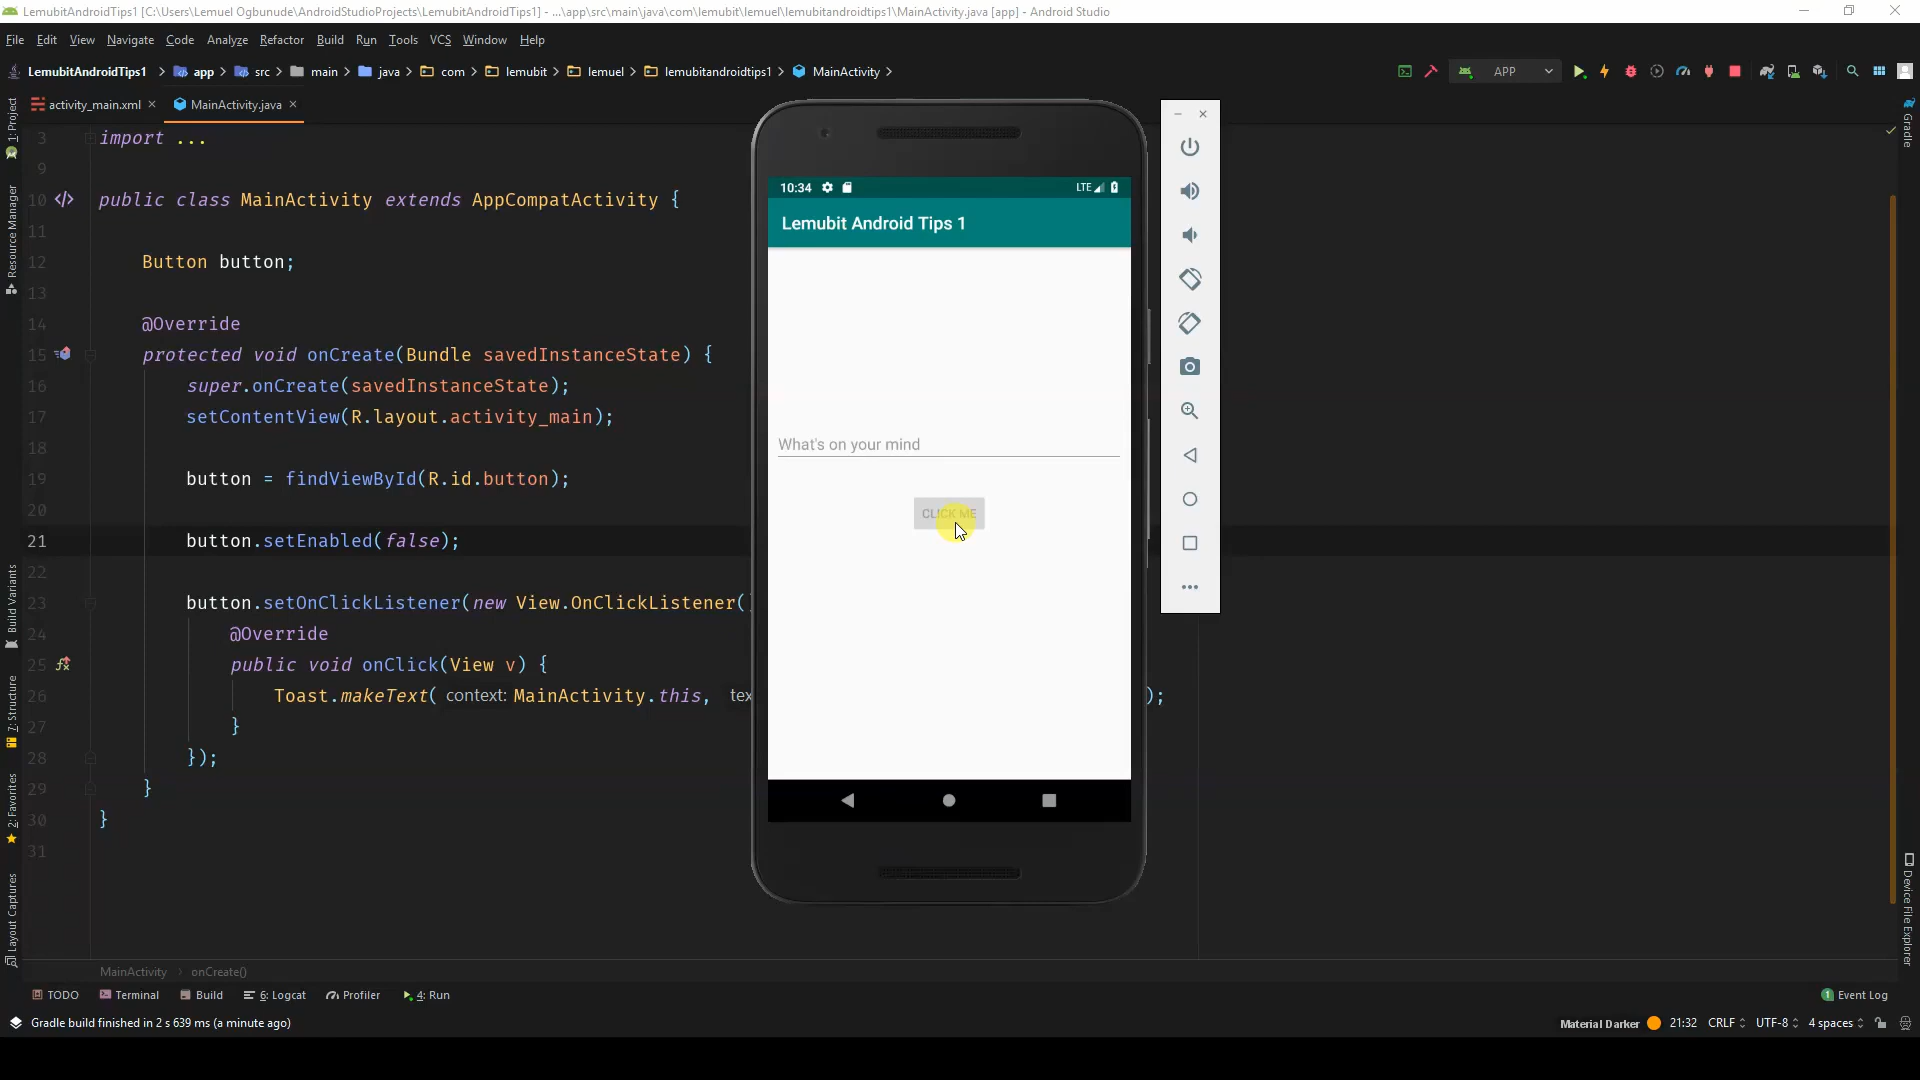 LemubitAndroidTips1 [C:\Users\Lemuel Ogbunude\AndroidStudioProjects\LemubitAndroidTips1] - ...\app\src\main\java\com\lemubit\lemuel\lemubitandroidtips1\MainActivity.java [app] - Android Studio
File Edit View Navigate Code Analyze Refactor Build Run Tools VCS Window Help
LemubitAndroidTips1 app src main java com lemubit lemuel lemubitandroidtips1 MainActivity APP
activity_main.xml MainActivity.java
1: Project
Resource Manager
Build Variants
7: Structure
2: Favorites
Layout Captures
3 import ...
9
10 public class MainActivity extends AppCompatActivity {
11
12 Button button;
13
14 @Override
15 protected void onCreate(Bundle savedInstanceState) {
16 super.onCreate(savedInstanceState);
17 setContentView(R.layout.activity_main);
18
19 button = findViewById(R.id.button);
20
21 button.setEnabled(false);
22
23 button.setOnClickListener(new View.OnClickListener(
24 @Override
25 public void onClick(View v) {
26 Toast.makeText( context: MainActivity.this, tex );
27 }
28 });
29 }
30 }
31
10:34 LTE
Lemubit Android Tips 1
What's on your mind
CLICK ME
Gradle
Device File Explorer
MainActivity onCreate()
TODO Terminal Build 6: Logcat Profiler 4: Run 1 Event Log
Gradle build finished in 2 s 639 ms (a minute ago) Material Darker 21:32 CRLF UTF-8 4 spaces